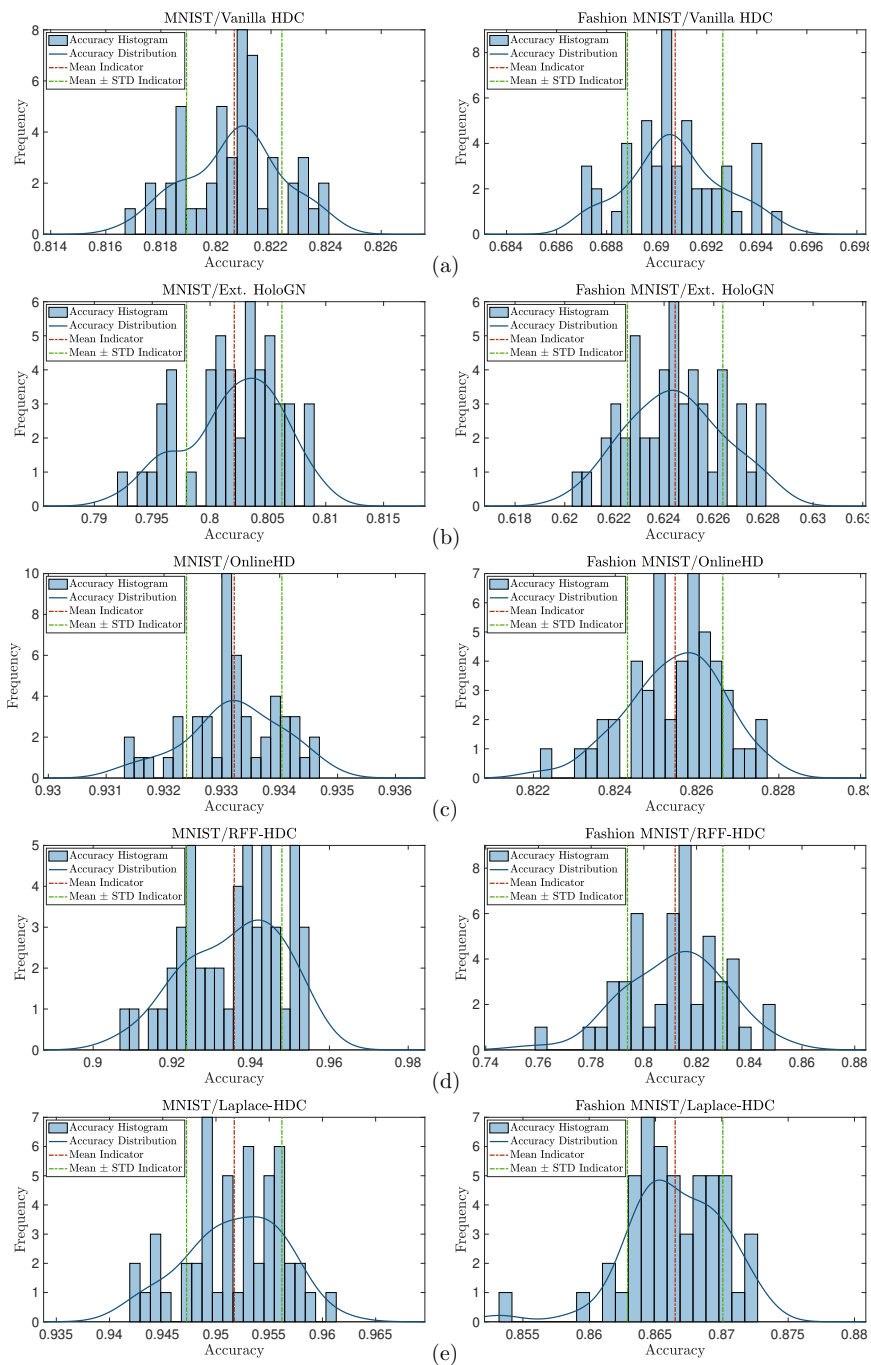 MNIST/Vanilla HDC
Accuracy Histogram
Accuracy Distribution
Mean Indicator
Mean ± STD Indicator
Frequency
0 2 4 6 8
0.814 0.816 0.818 0.82 0.822 0.824 0.826
Accuracy
Fashion MNIST/Vanilla HDC
Accuracy Histogram
Accuracy Distribution
Mean Indicator
Mean ± STD Indicator
Frequency
0 2 4 6 8
0.684 0.686 0.688 0.69 0.692 0.694 0.696 0.698
Accuracy
(a)
MNIST/Ext. HoloGN
Accuracy Histogram
Accuracy Distribution
Mean Indicator
Mean ± STD Indicator
Frequency
0 1 2 3 4 5 6
0.79 0.795 0.8 0.805 0.81 0.815
Accuracy
Fashion MNIST/Ext. HoloGN
Accuracy Histogram
Accuracy Distribution
Mean Indicator
Mean ± STD Indicator
Frequency
0 1 2 3 4 5 6
0.618 0.62 0.622 0.624 0.626 0.628 0.63
Accuracy
(b)
MNIST/OnlineHD
Accuracy Histogram
Accuracy Distribution
Mean Indicator
Mean ± STD Indicator
Frequency
0 2 4 6 8 10
0.93 0.931 0.932 0.933 0.934 0.935 0.936
Accuracy
Fashion MNIST/OnlineHD
Accuracy Histogram
Accuracy Distribution
Mean Indicator
Mean ± STD Indicator
Frequency
0 1 2 3 4 5 6 7
0.822 0.824 0.826 0.828
Accuracy
(c)
MNIST/RFF-HDC
Accuracy Histogram
Accuracy Distribution
Mean Indicator
Mean ± STD Indicator
Frequency
0 1 2 3 4 5
0.9 0.92 0.94 0.96 0.98
Accuracy
Fashion MNIST/RFF-HDC
Accuracy Histogram
Accuracy Distribution
Mean Indicator
Mean ± STD Indicator
Frequency
0 2 4 6 8
0.74 0.76 0.78 0.8 0.82 0.84 0.86 0.88
Accuracy
(d)
MNIST/Laplace-HDC
Accuracy Histogram
Accuracy Distribution
Mean Indicator
Mean ± STD Indicator
Frequency
0 1 2 3 4 5 6 7
0.935 0.94 0.945 0.95 0.955 0.96 0.965
Accuracy
Fashion MNIST/Laplace-HDC
Accuracy Histogram
Accuracy Distribution
Mean Indicator
Mean ± STD Indicator
Frequency
0 1 2 3 4 5 6 7
0.855 0.86 0.865 0.87 0.875 0.88
Accuracy
(e)